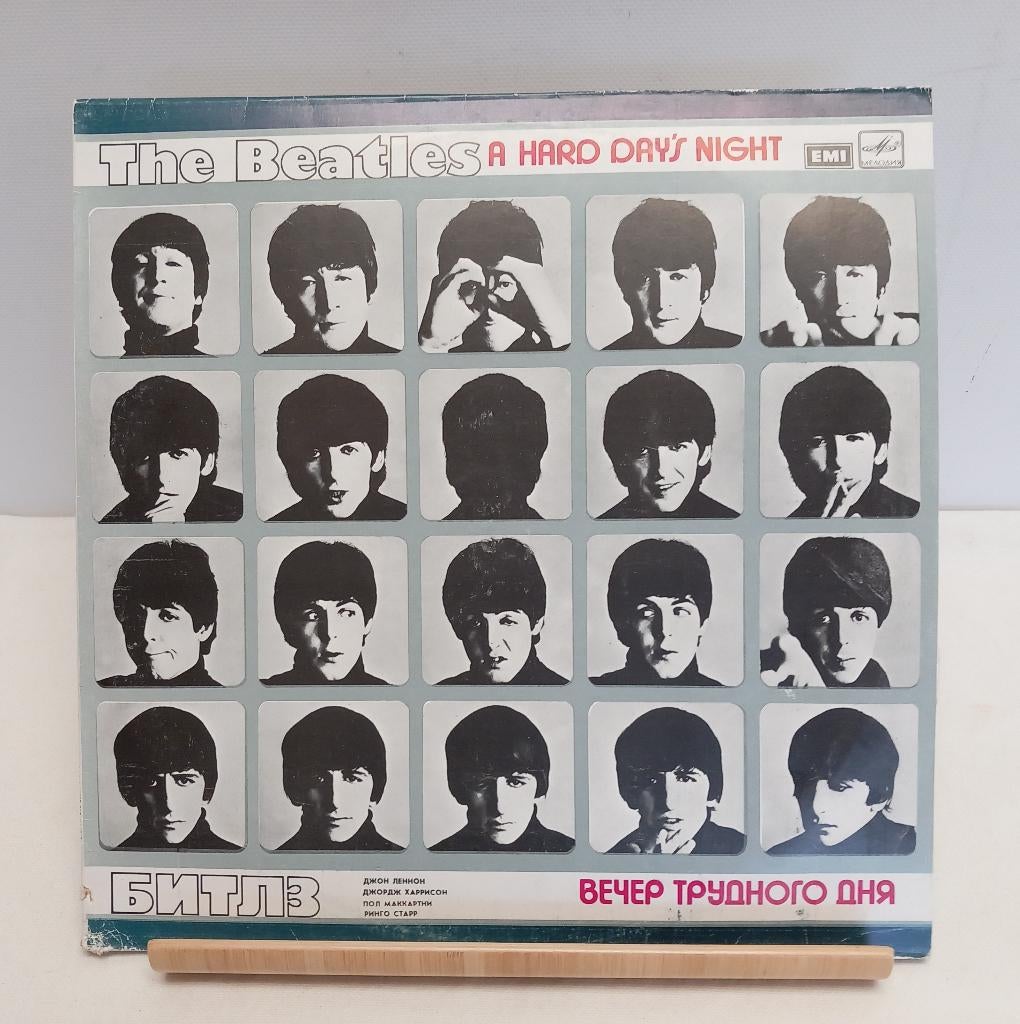 The Beatles A HARD DAY'S NIGHT EMI МЕЛОДИЯ
БИТЛЗ
ДЖОН ЛЕННОН
ДЖОРДЖ ХАРРИСОН
ПОЛ МАККАРТНИ
РИНГО СТАРР
ВЕЧЕР ТРУДНОГО ДНЯ